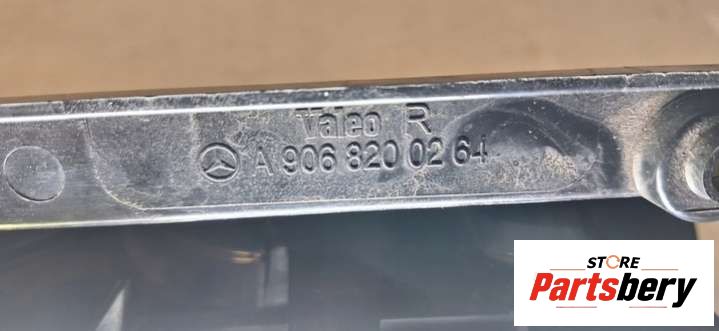 Valeo R
A 906 820 02 64
STORE
Partsbery